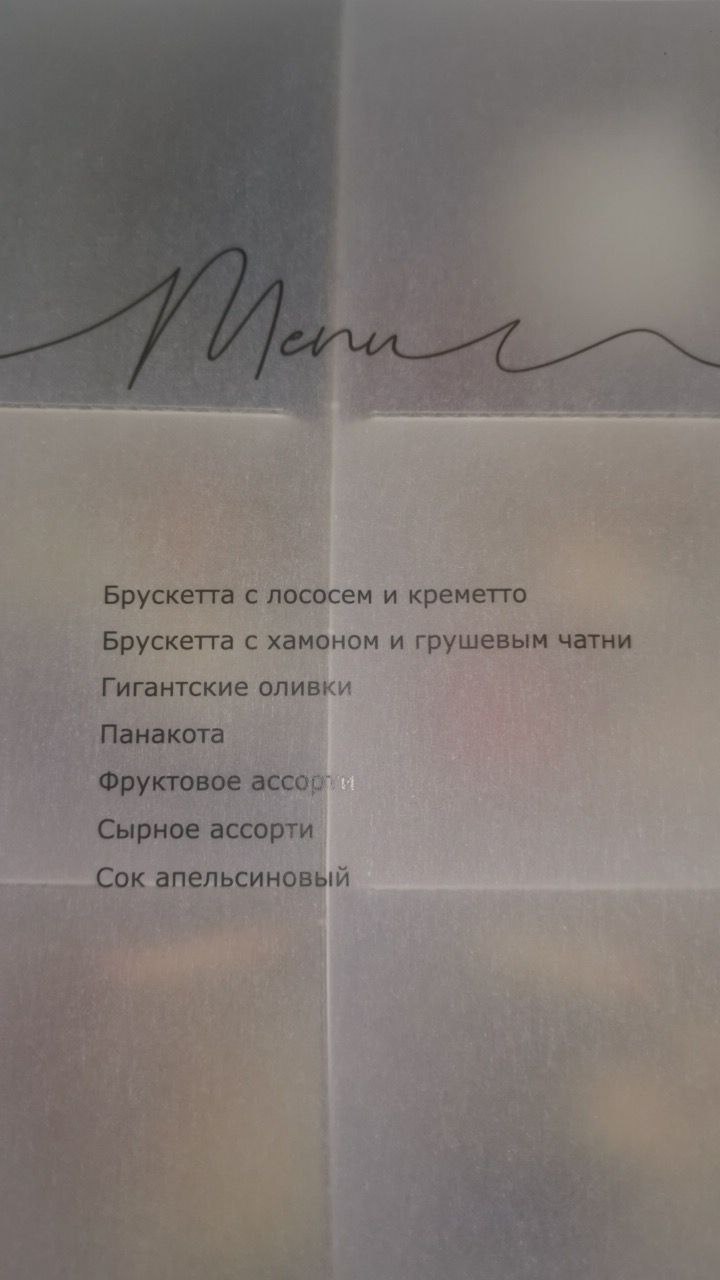 Menu
Брускетта с лососем и креметто
Брускетта с хамоном и грушевым чатни
Гигантские оливки
Панакота
Фруктовое ассорти
Сырное ассорти
Сок апельсиновый